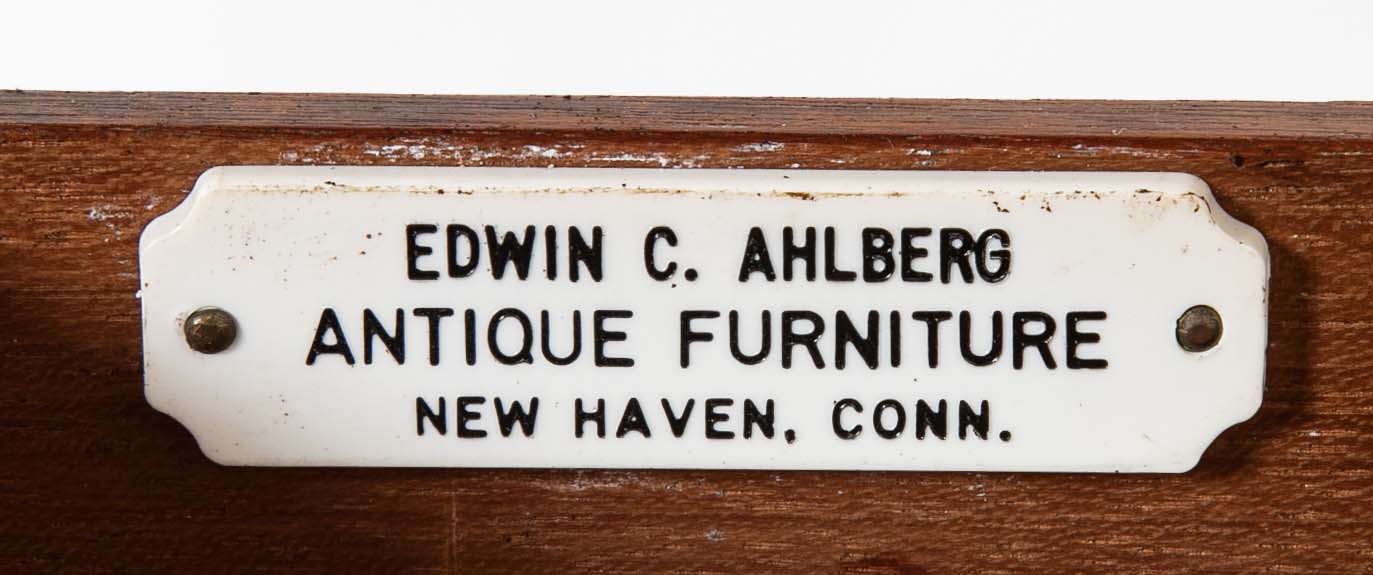 EDWIN C. AHLBERG
ANTIQUE FURNITURE
NEW HAVEN, CONN.